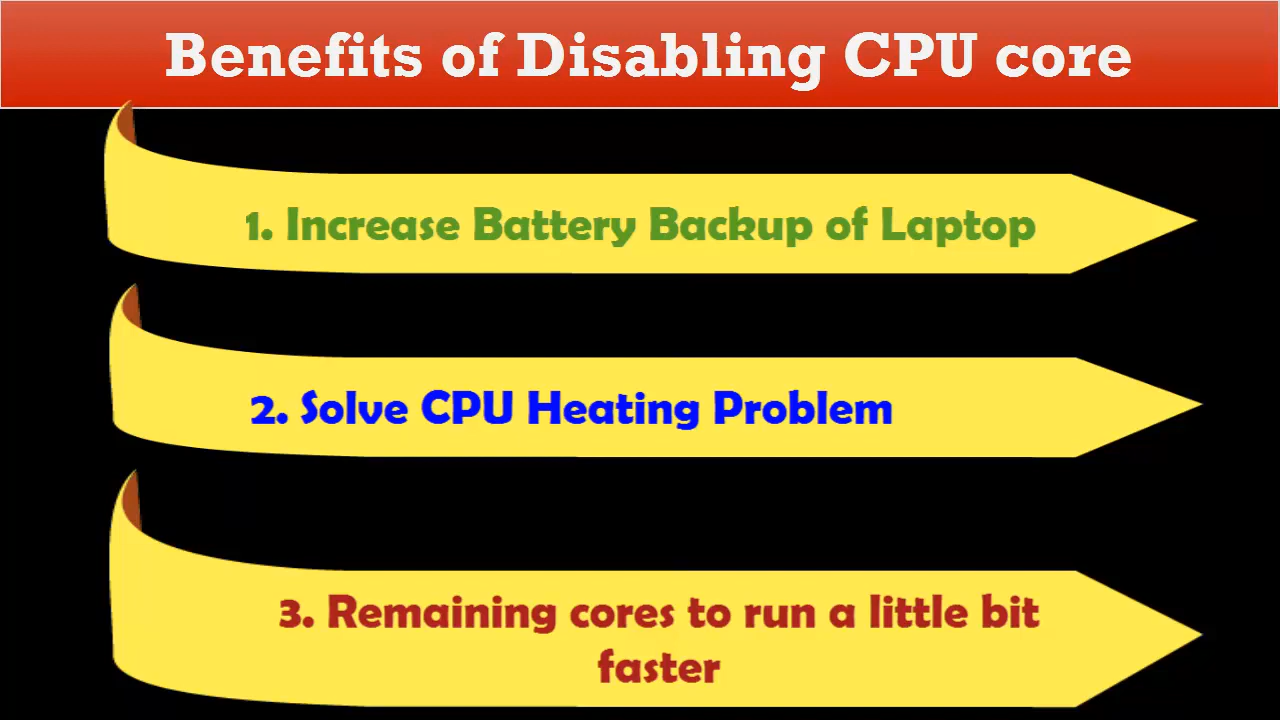 Benefits of Disabling CPU core
1. Increase Battery Backup of Laptop
2. Solve CPU Heating Problem
3. Remaining cores to run a little bit
faster